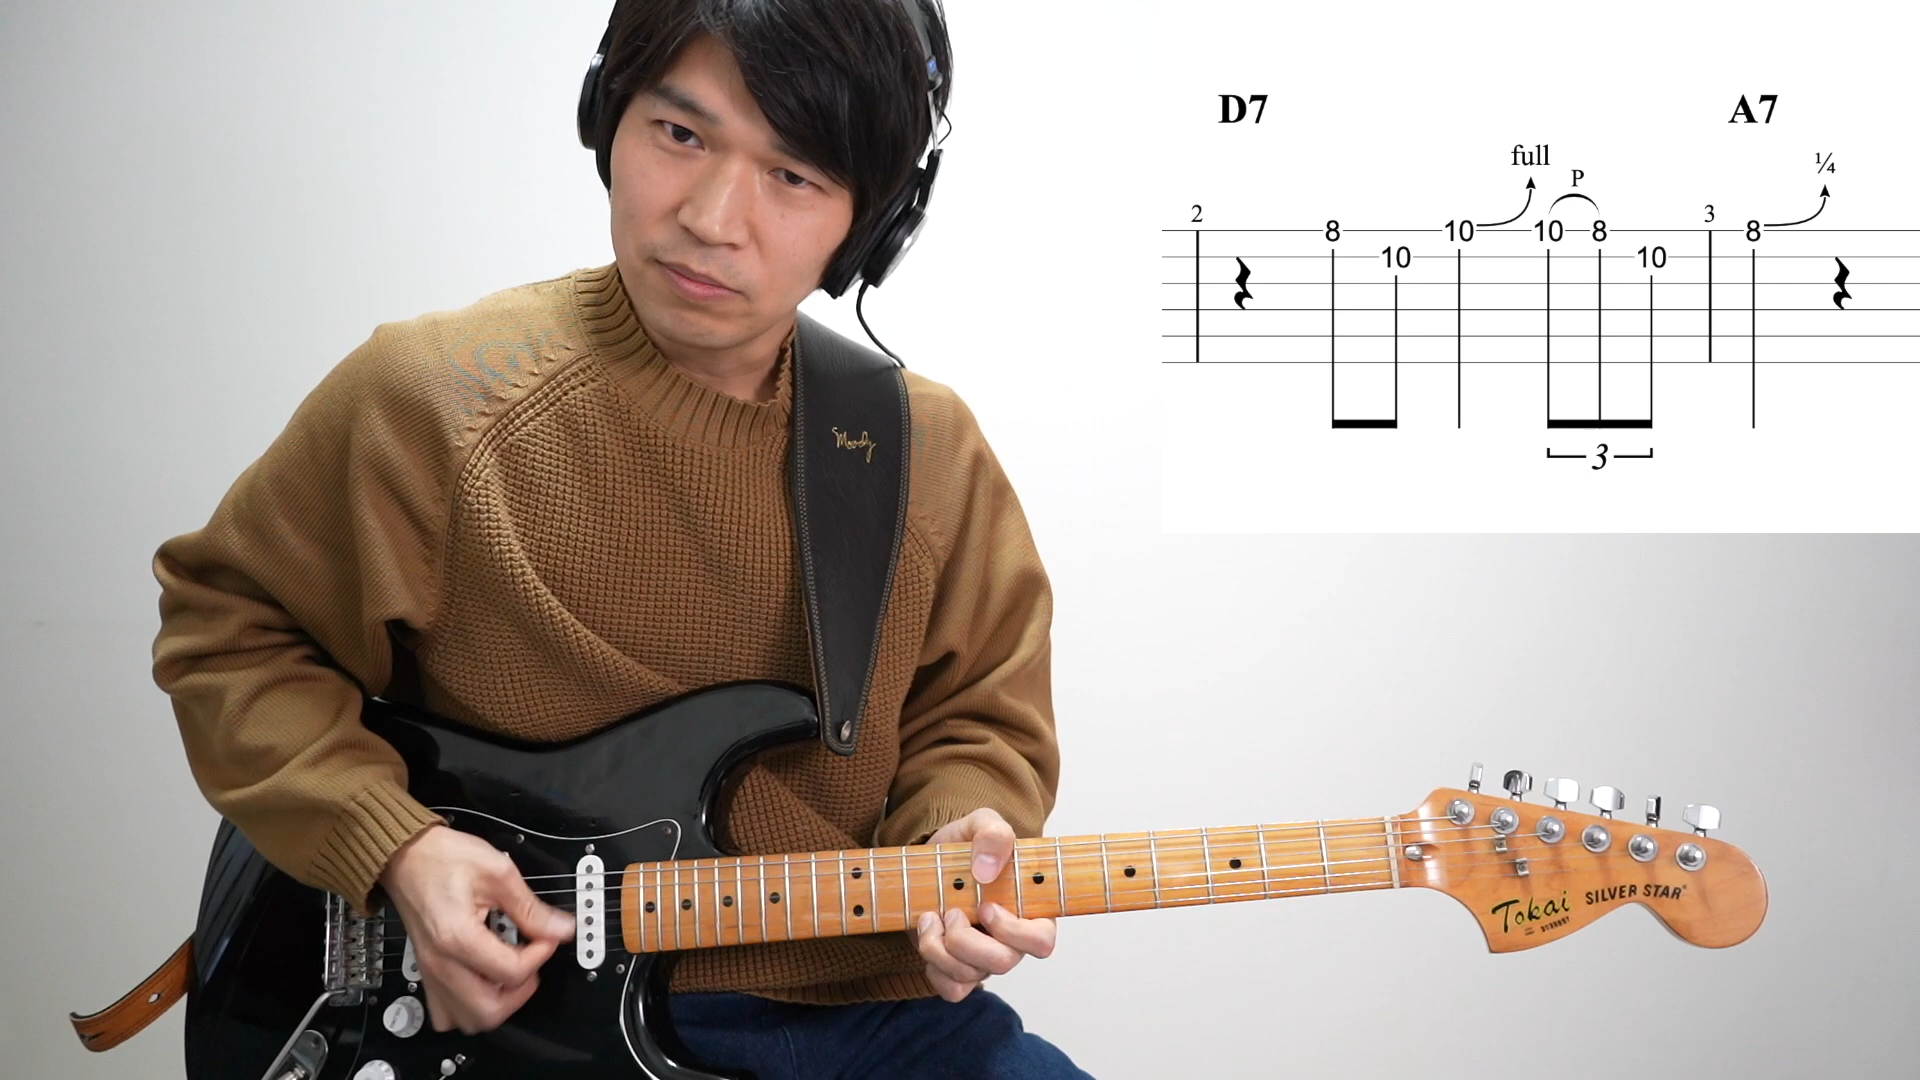 D7 A7
full ¼
P
2 3
8 10 10 8 8
10 10
3
Moody
Tokai SILVER STAR